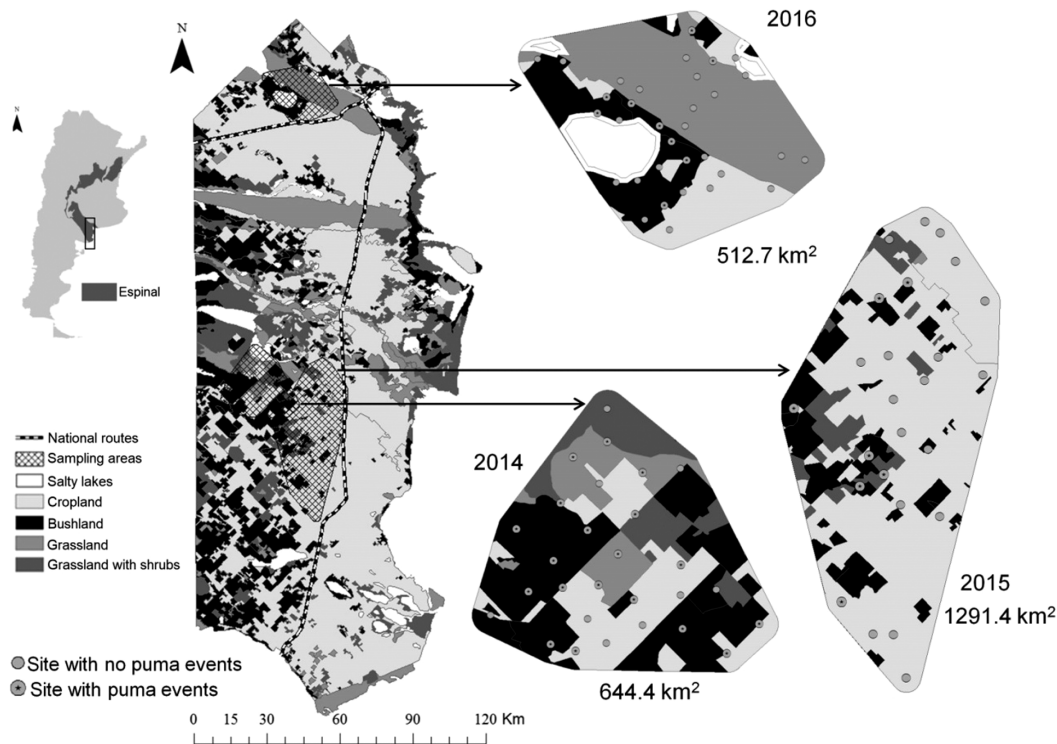 N
2016
512.7 km²
N
Espinal
National routes
Sampling areas
Salty lakes
Cropland
Bushland
Grassland
Grassland with shrubs
Site with no puma events
Site with puma events
2014
644.4 km²
2015
1291.4 km²
0 15 30 60 90 120 Km